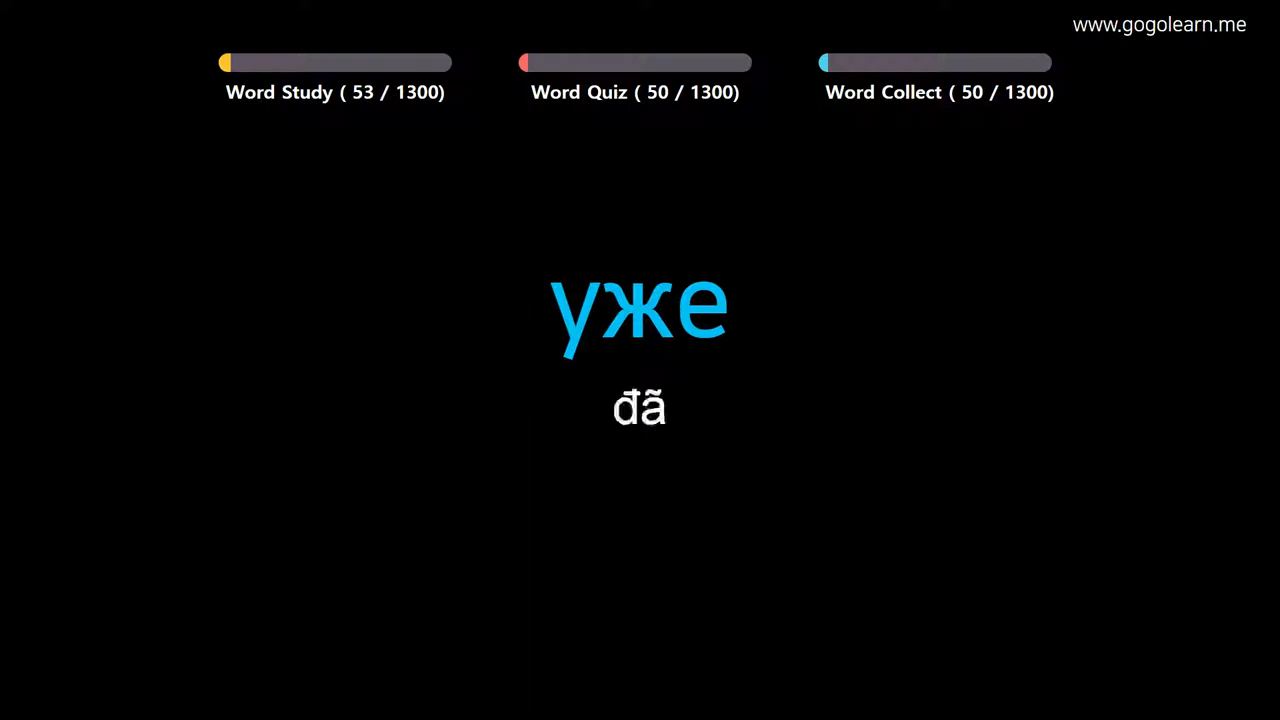 www.gogolearn.me
Word Study ( 53 / 1300)
Word Quiz ( 50 / 1300)
Word Collect ( 50 / 1300)
уже
đã